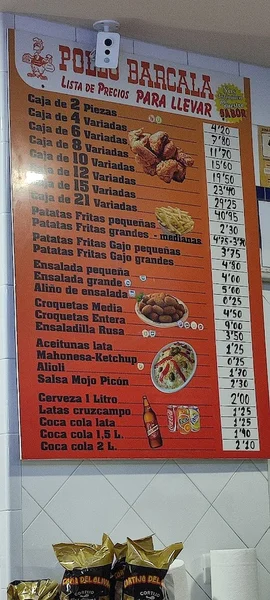 POLLO BARCALA
LISTA DE PRECIOS PARA LLEVAR
SABOR
Caja de 2 Piezas 4'20
Caja de 4 Variadas 7'80
Caja de 6 Variadas 11'70
Caja de 8 Variadas 15'60
Caja de 10 Variadas 19'50
Caja de 12 Variadas 23'40
Caja de 15 Variadas 29'25
Caja de 21 Variadas 40'95
Patatas Fritas pequeñas 2'30
Patatas Fritas grandes - medianas 4'75-3'70
Patatas Fritas Gajo pequeñas 3'75
Patatas Fritas Gajo grandes 4'80
Ensalada pequeña 4'00
Ensalada grande 5'00
Aliño de ensalada 0'25
Croquetas Media 4'50
Croquetas Entera 9'00
Ensaladilla Rusa 3'50
Aceitunas lata 1'25
Mahonesa-Ketchup 0'25
Alioli 1'70
Salsa Mojo Picón 2'30
Cerveza 1 Litro 2'00
Latas cruzcampo 1'25
Coca cola lata 1'25
Coca cola 1,5 L. 1'90
Coca cola 2 L. 2'10